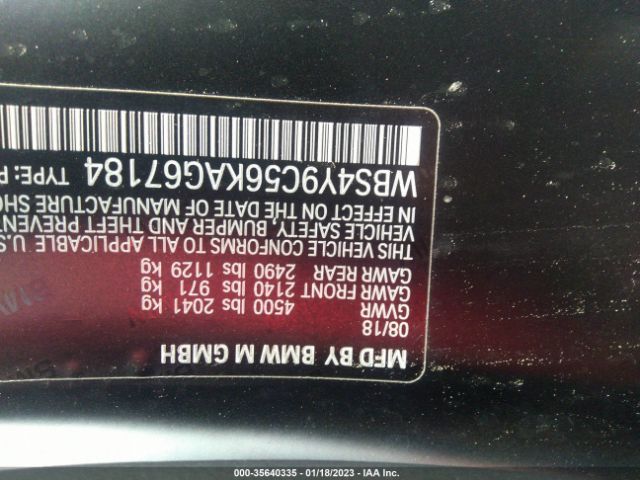 MFD BY BMW M GMBH
08/18
GVWR
4500 lbs 2041 kg
GAWR FRONT 2140 lbs 971 kg
GAWR REAR 2490 lbs 1129 kg
THIS VEHICLE CONFORMS TO ALL APPLICABLE U.S
VEHICLE SAFETY, BUMPER AND THEFT PREVENT
IN EFFECT ON THE DATE OF MANUFACTURE SHO
WBS4Y9C56KAG67184 TYPE: P
000-35640335 - 01/18/2023 - IAA Inc.